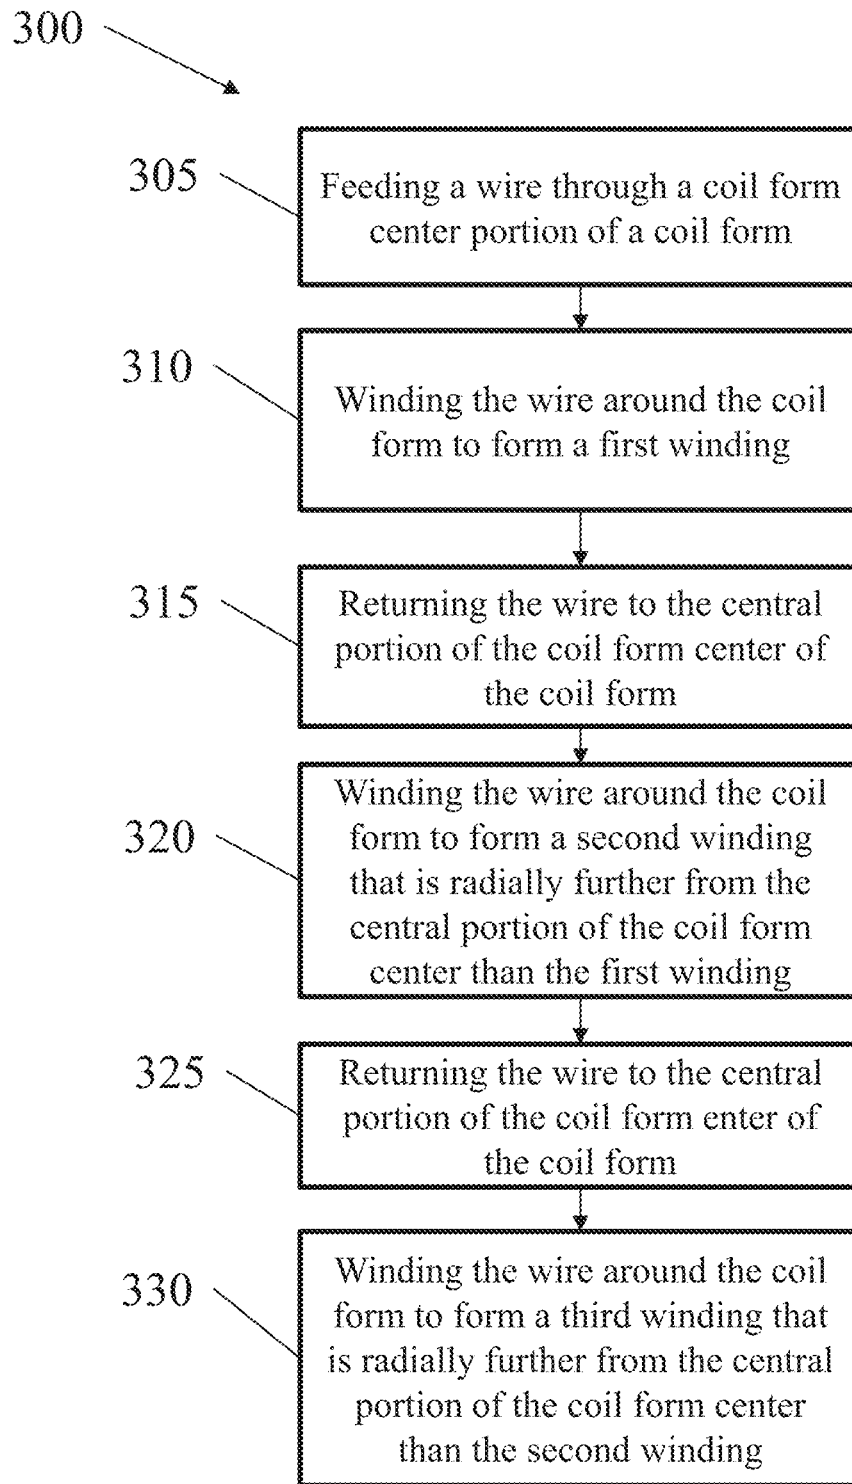 300
305
Feeding a wire through a coil form
center portion of a coil form
310
Winding the wire around the coil
form to form a first winding
315
Returning the wire to the central
portion of the coil form center of
the coil form
320
Winding the wire around the coil
form to form a second winding
that is radially further from the
central portion of the coil form
center than the first winding
325
Returning the wire to the central
portion of the coil form enter of
the coil form
330
Winding the wire around the coil
form to form a third winding that
is radially further from the central
portion of the coil form center
than the second winding